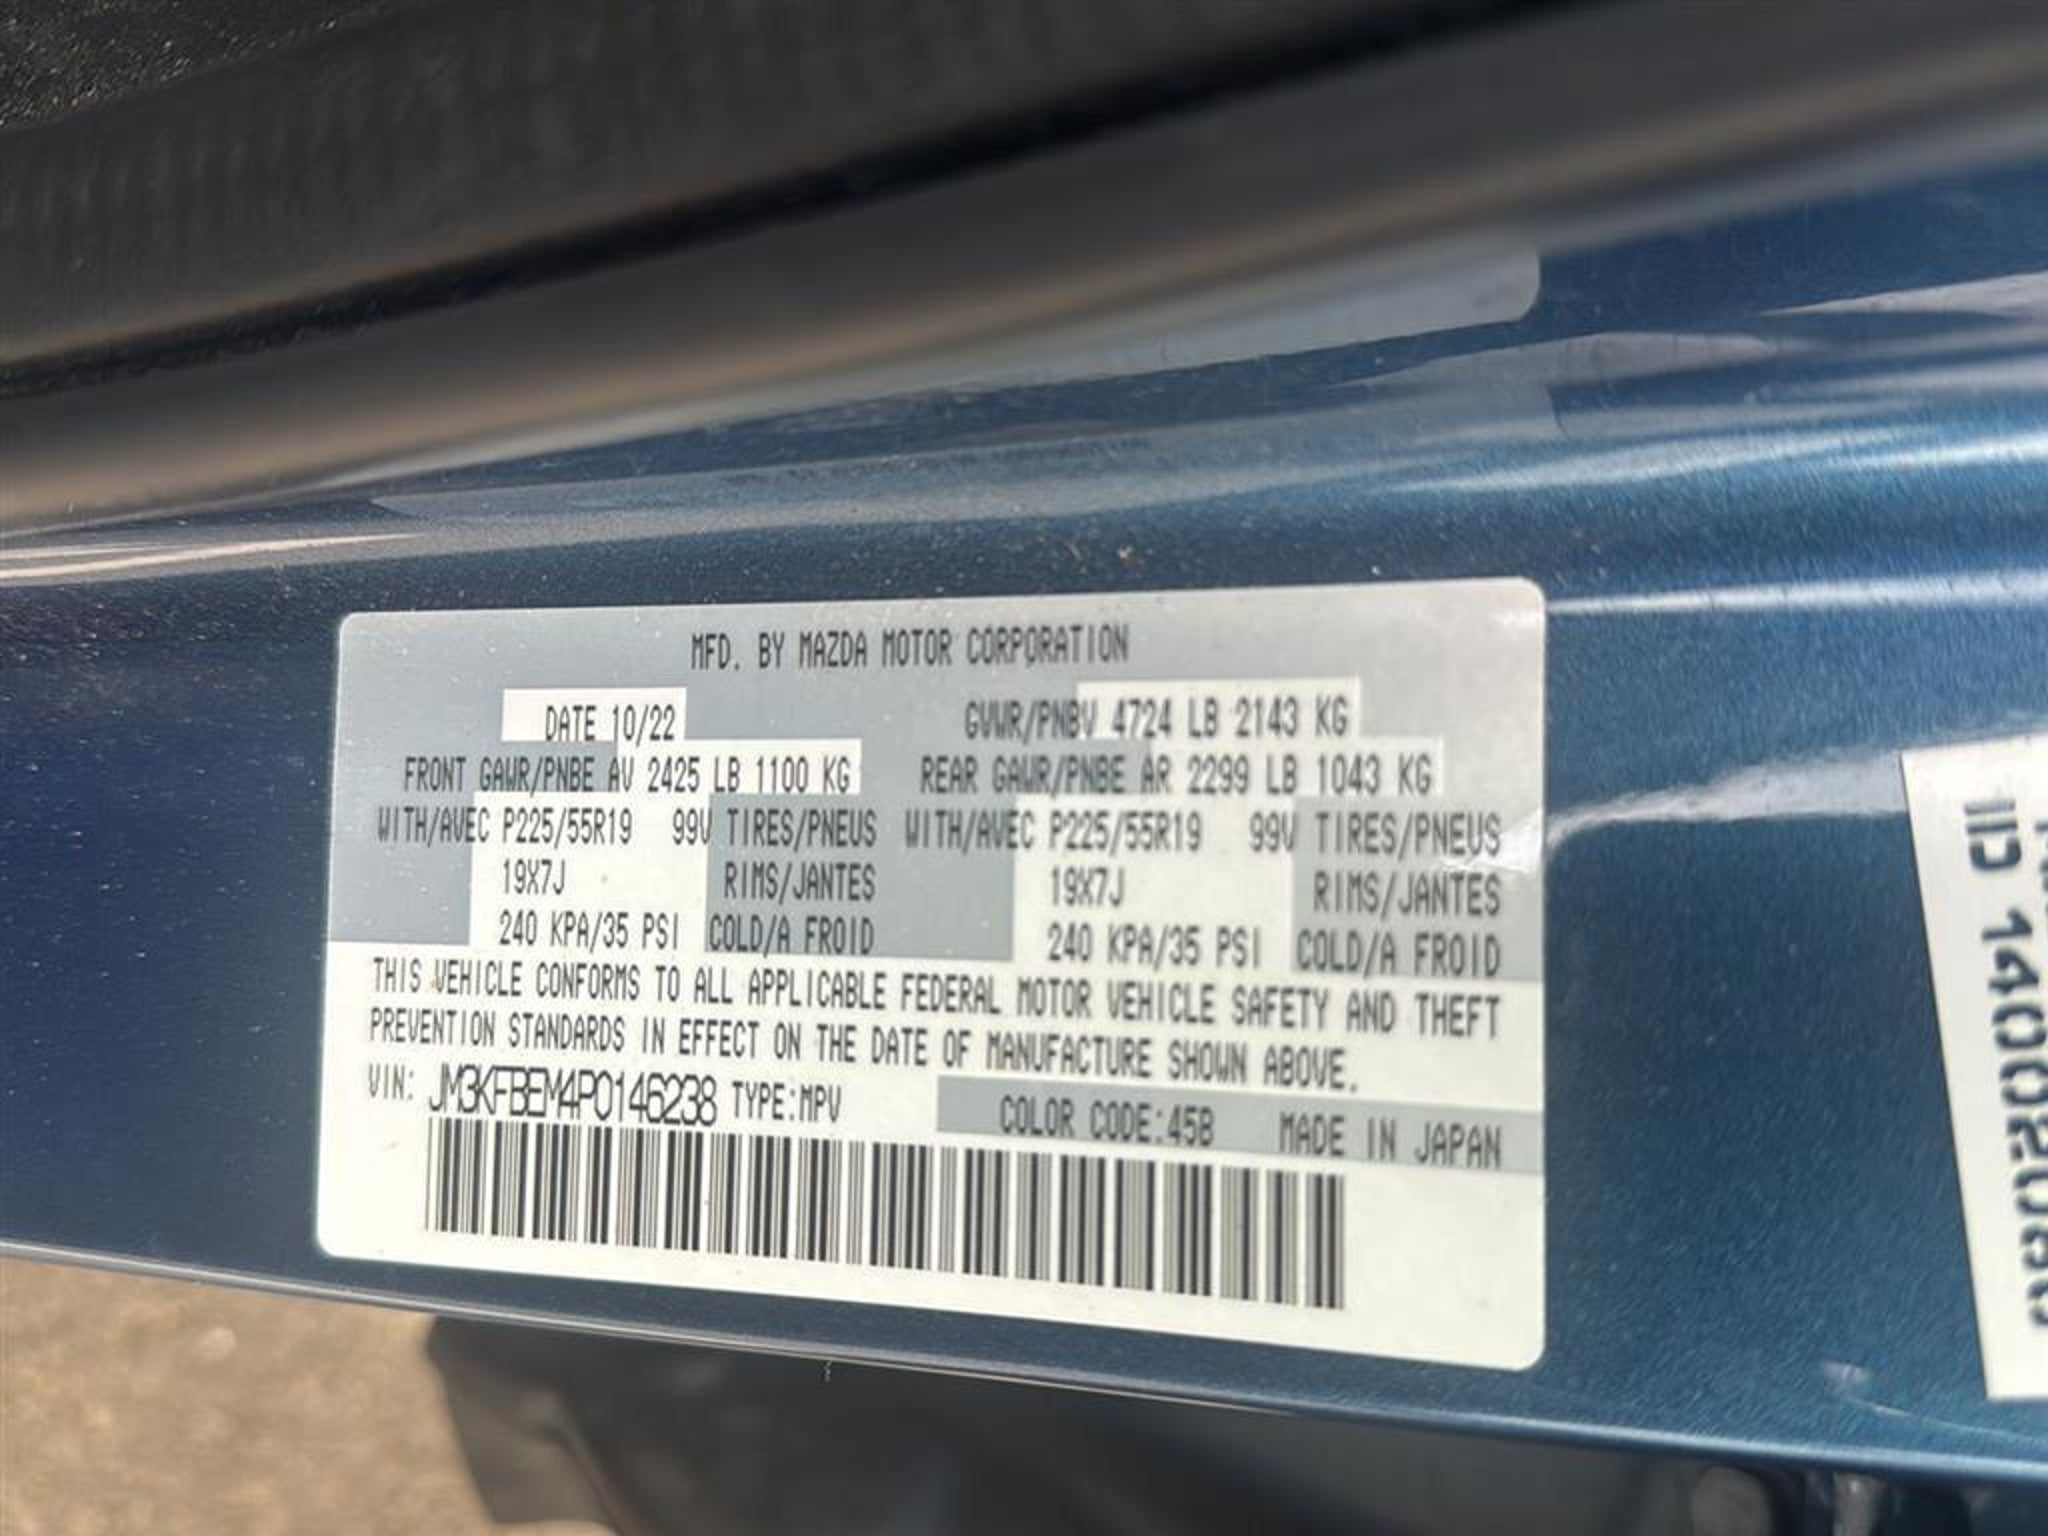 MFD. BY MAZDA MOTOR CORPORATION
DATE 10/22 GVWR/PNBV 4724 LB 2143 KG
FRONT GAWR/PNBE AV 2425 LB 1100 KG REAR GAWR/PNBE AR 2299 LB 1043 KG
WITH/AVEC P225/55R19 99V TIRES/PNEUS WITH/AVEC P225/55R19 99V TIRES/PNEUS
19X7J RIMS/JANTES 19X7J RIMS/JANTES
240 KPA/35 PSI COLD/A FROID 240 KPA/35 PSI COLD/A FROID
THIS VEHICLE CONFORMS TO ALL APPLICABLE FEDERAL MOTOR VEHICLE SAFETY AND THEFT
PREVENTION STANDARDS IN EFFECT ON THE DATE OF MANUFACTURE SHOWN ABOVE.
VIN: JM3KFBEM4P0146238 TYPE:MPV COLOR CODE:45B MADE IN JAPAN
ID